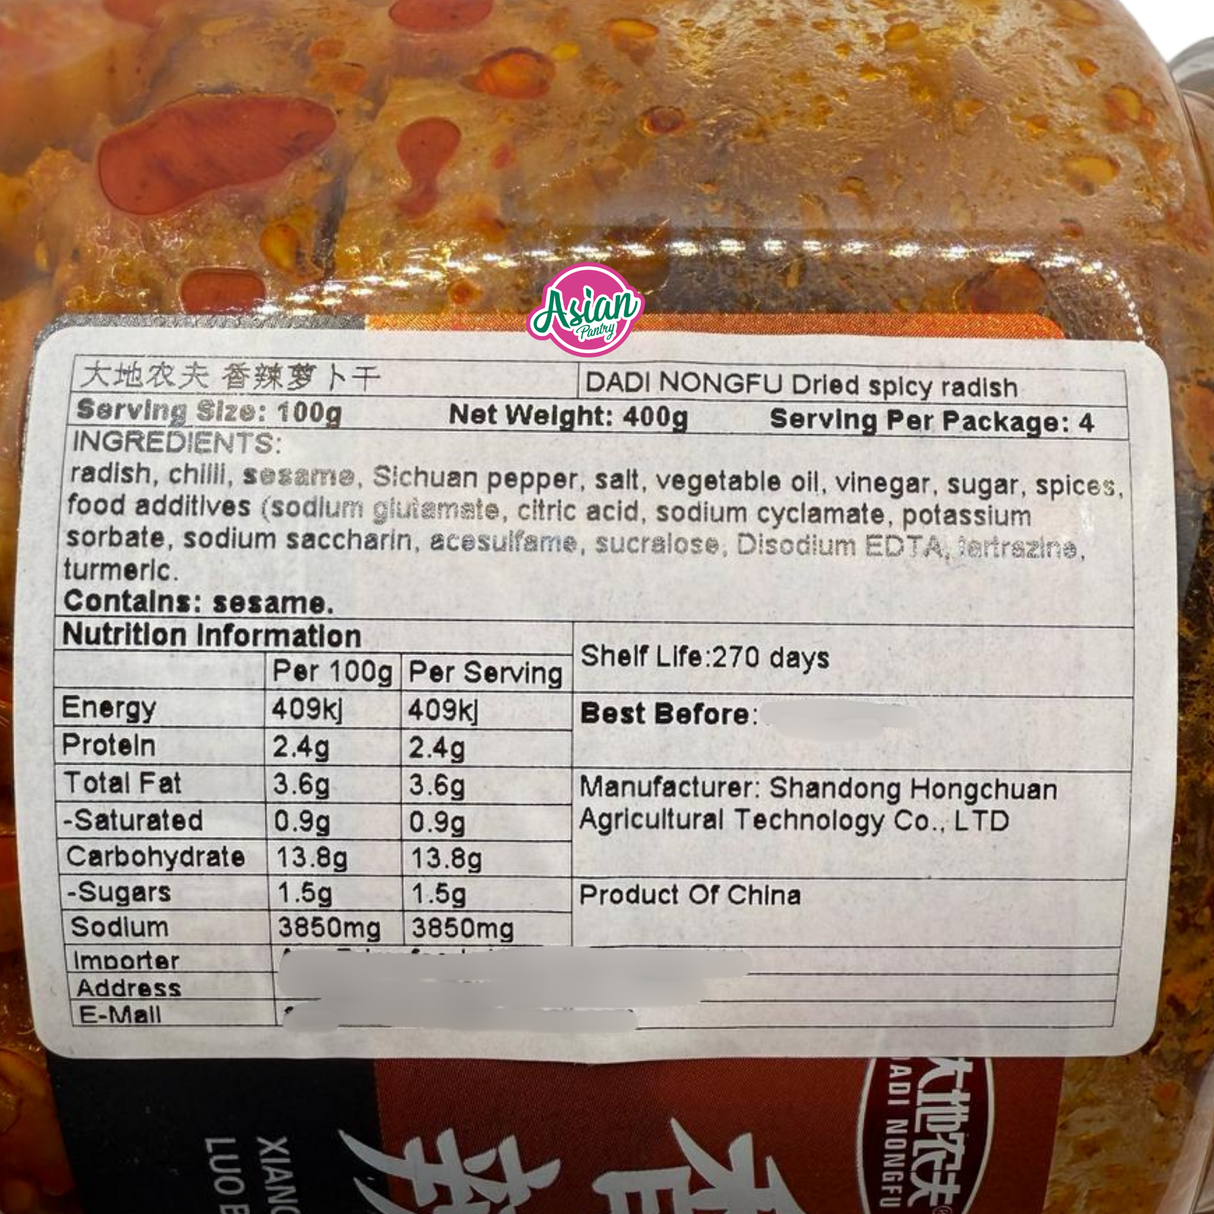 Asian
Pantry
大地农夫 香辣萝卜干
DADI NONGFU Dried spicy radish
Serving Size: 100g Net Weight: 400g Serving Per Package: 4
INGREDIENTS:
radish, chilli, sesame, Sichuan pepper, salt, vegetable oil, vinegar, sugar, spices,
food additives (sodium glutamate, citric acid, sodium cyclamate, potassium
sorbate, sodium saccharin, acesulfame, sucralose, Disodium EDTA, tartrazine,
turmeric.
Contains: sesame.
Nutrition Information
Per 100g Per Serving
Energy 409kj 409kj
Protein 2.4g 2.4g
Total Fat 3.6g 3.6g
-Saturated 0.9g 0.9g
Carbohydrate 13.8g 13.8g
-Sugars 1.5g 1.5g
Sodium 3850mg 3850mg
Shelf Life:270 days
Best Before:
Manufacturer: Shandong Hongchuan
Agricultural Technology Co., LTD
Product Of China
Importer
Address
E-Mail
大地农夫
DADI NONGFU
香
辣
XIANG
LUO